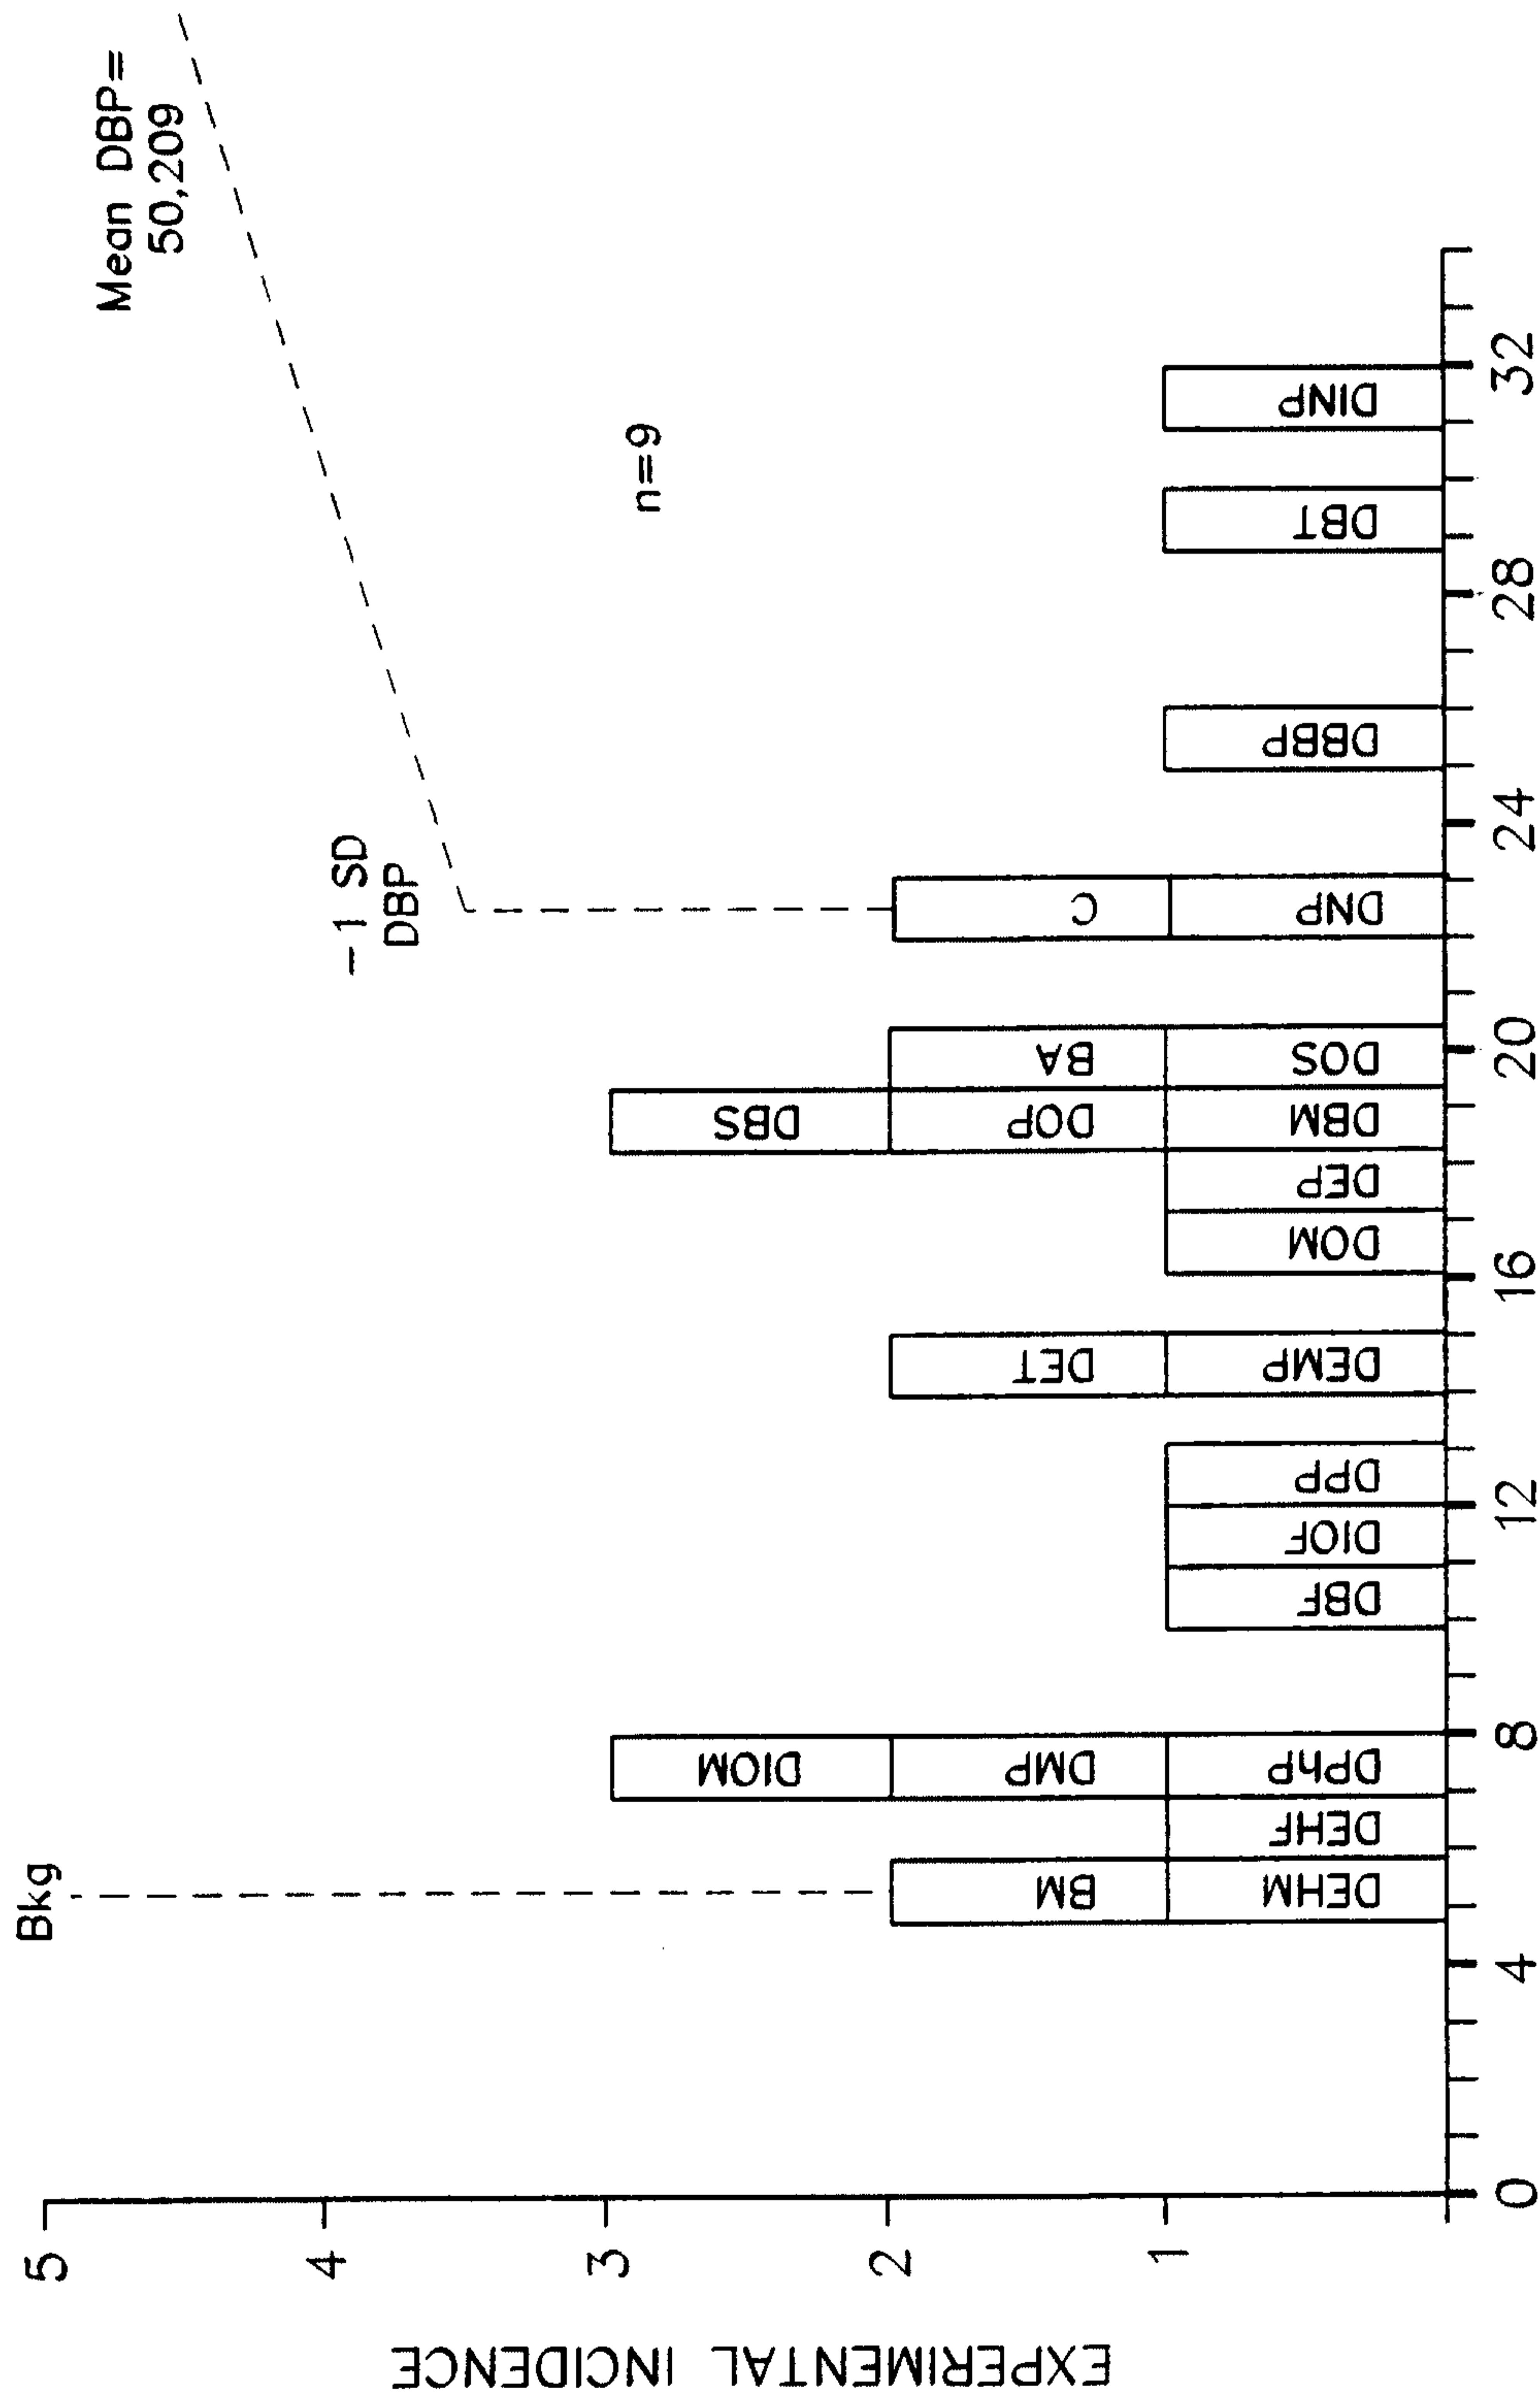 Bkg
Mean DBP=
50,209
-1 SD
DBP
n=9
EXPERIMENTAL INCIDENCE
5
4
3
2
1
DIOM
DBS
BM
DMP
DET
DOP
BA
C
DEHM
DEHF
DPhP
DBF
DIOF
DPP
DEMP
DOM
DEP
DBM
DOS
DNP
DBBP
DBT
DINP
0 4 8 12 16 20 24 28 32